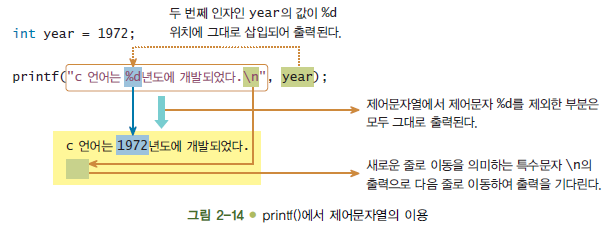 두 번째 인자인 year의 값이 %d
위치에 그대로 삽입되어 출력된다.
int year = 1972;
printf("c 언어는 %d년도에 개발되었다.\n", year);
제어문자열에서 제어문자 %d를 제외한 부분은
모두 그대로 출력된다.
c 언어는 1972년도에 개발되었다.
새로운 줄로 이동을 의미하는 특수문자 \n의
출력으로 다음 줄로 이동하여 출력을 기다린다.
그림 2-14 ● printf()에서 제어문자열의 이용